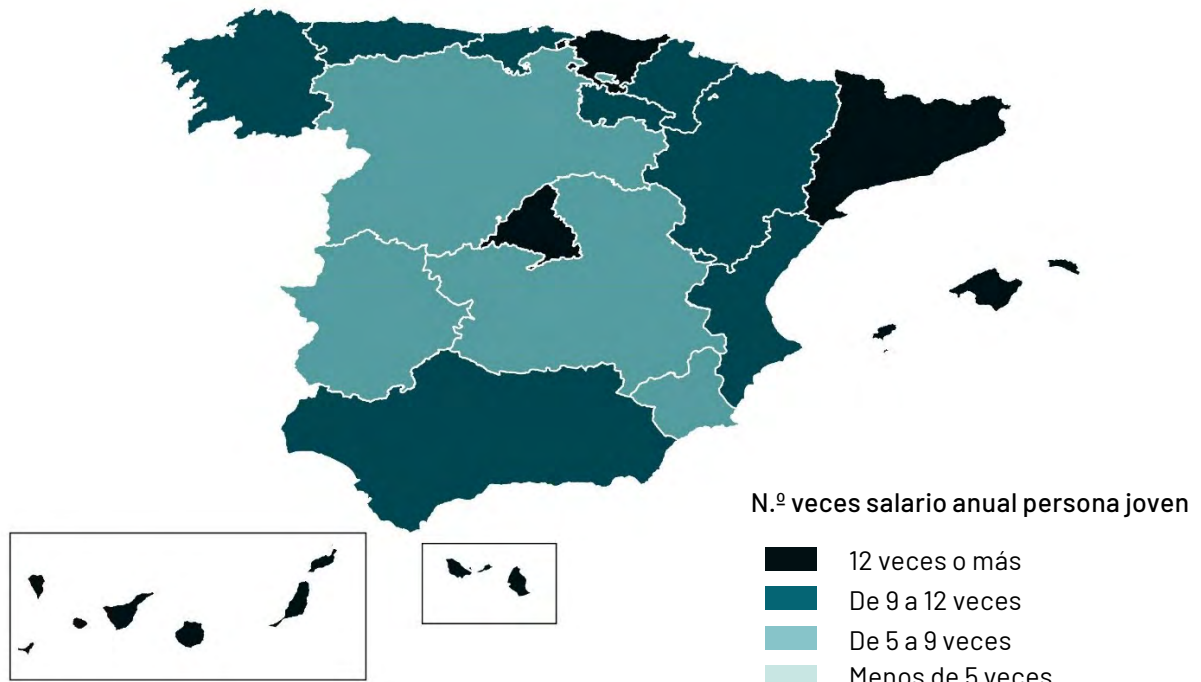 N.º veces salario anual persona joven
12 veces o más
De 9 a 12 veces
De 5 a 9 veces
Menos de 5 veces